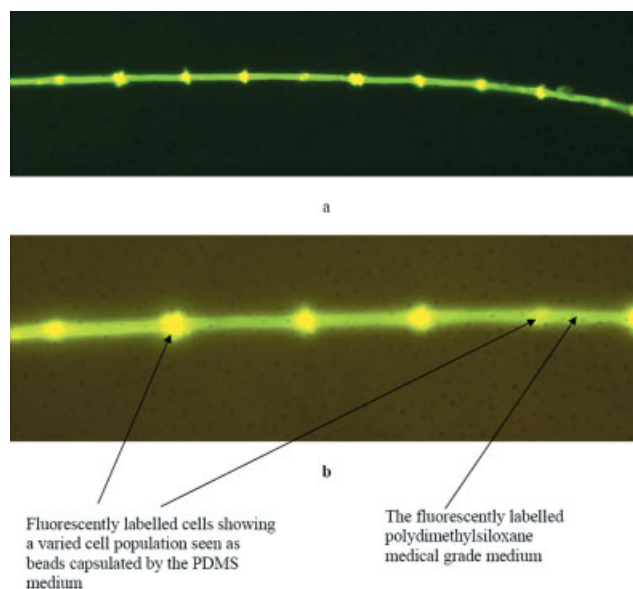 a
b
Fluorescently labelled cells showing
a varied cell population seen as
beads capsulated by the PDMS
medium
The fluorescently labelled
polydimethylsiloxane
medical grade medium